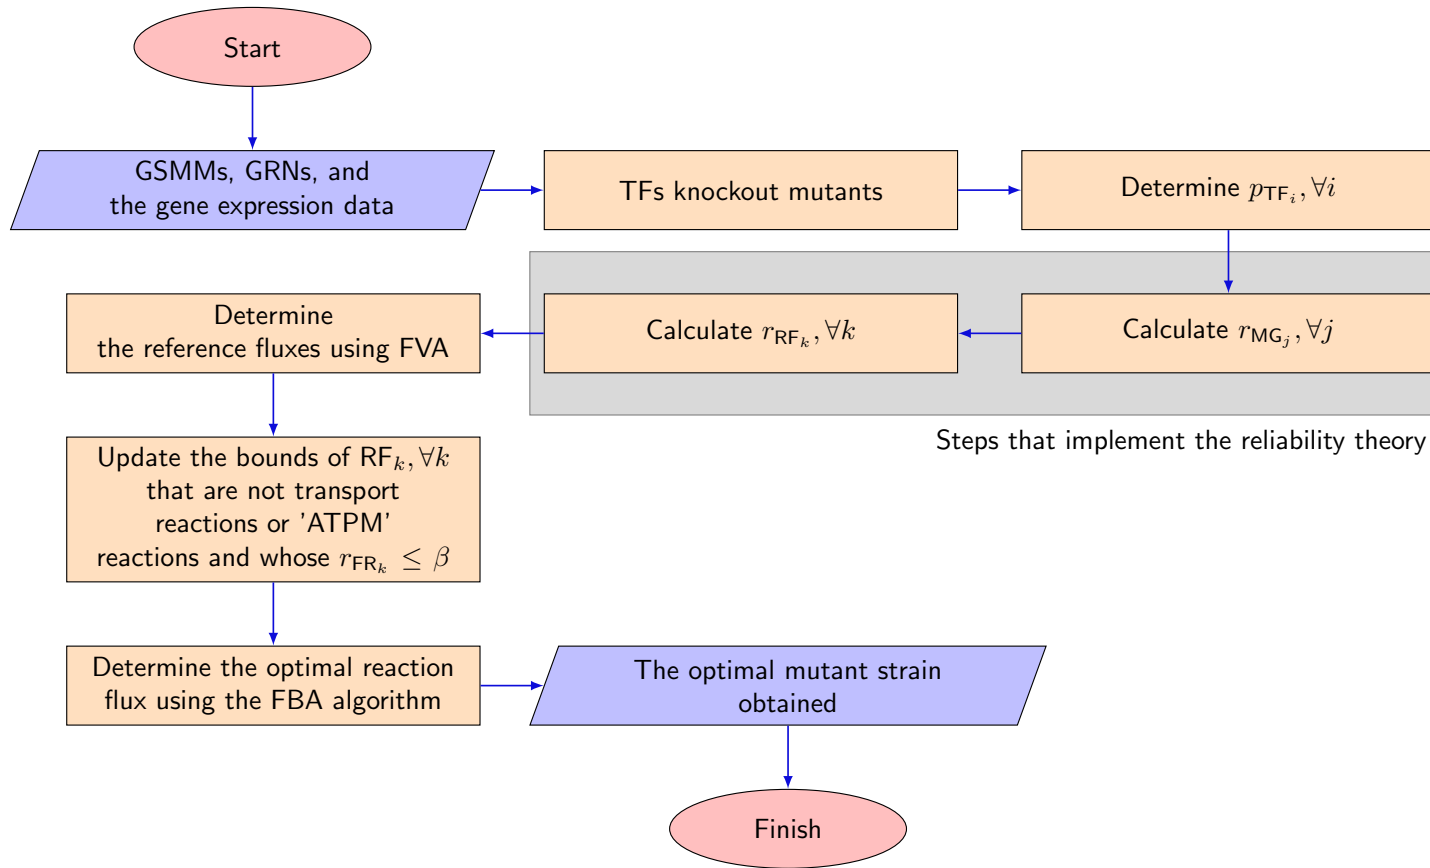 Start
GSMMs, GRNs, and
the gene expression data
TFs knockout mutants
Determine $p_{\mathsf{TF}_i}, \forall i$
Calculate $r_{\mathsf{MG}_j}, \forall j$
Calculate $r_{\mathsf{RF}_k}, \forall k$
Steps that implement the reliability theory
Determine
the reference fluxes using FVA
Update the bounds of $\mathsf{RF}_k, \forall k$
that are not transport
reactions or 'ATPM'
reactions and whose $r_{\mathsf{FR}_k} \leq \beta$
Determine the optimal reaction
flux using the FBA algorithm
The optimal mutant strain
obtained
Finish